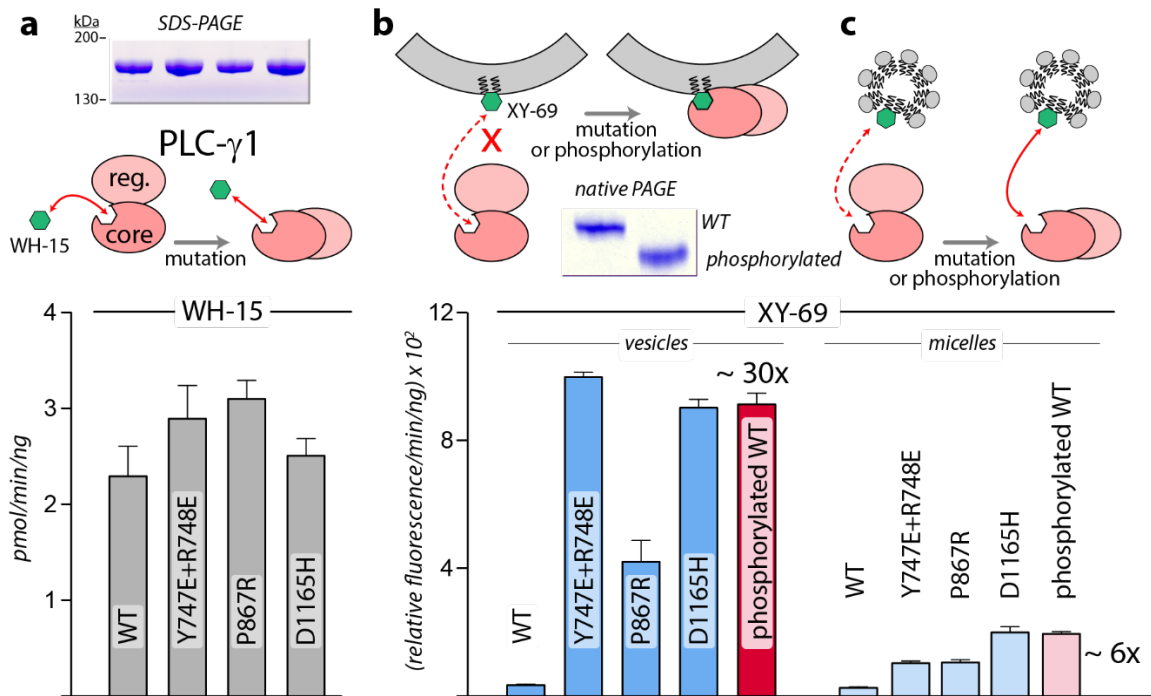 a
kDa
200
130
SDS-PAGE
PLC-γ1
reg.
core
WH-15
mutation
b
XY-69
X
mutation
or phosphorylation
native PAGE
WT
phosphorylated
c
mutation
or phosphorylation
WH-15
4
3
2
1
pmol/min/ng
WT
Y747E+R748E
P867R
D1165H
XY-69
vesicles
micelles
12
8
4
(relative fluorescence/min/ng) x 10²
WT
Y747E+R748E
P867R
D1165H
phosphorylated WT
~ 30x
WT
Y747E+R748E
P867R
D1165H
phosphorylated WT
~ 6x